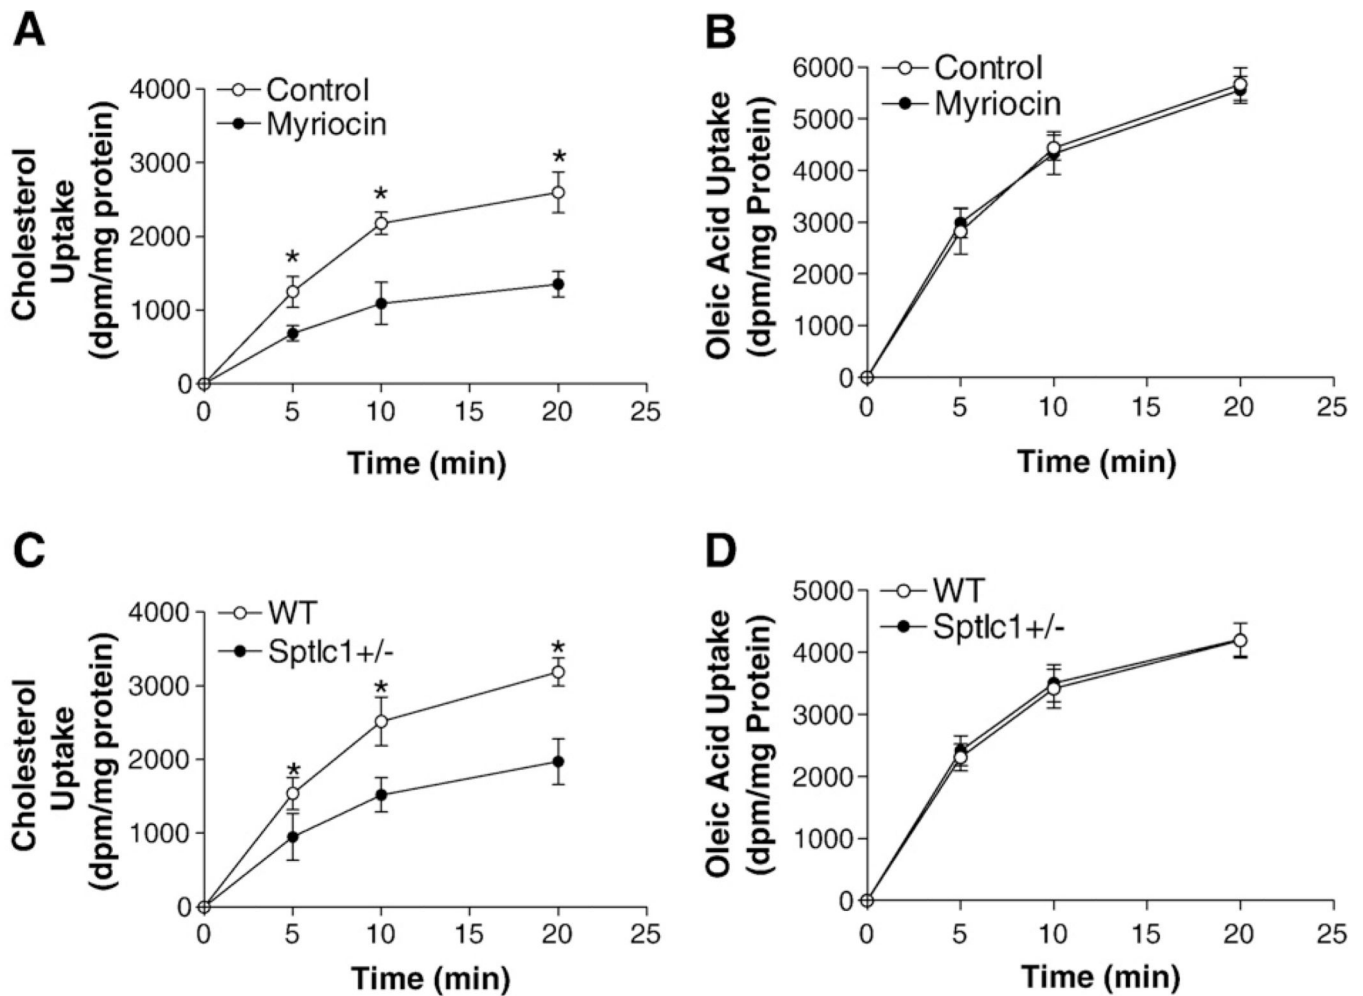 A
Cholesterol
Uptake
(dpm/mg protein)
4000
3000
2000
1000
0
Control
Myriocin
*
*
*
0 5 10 15 20 25
Time (min)
B
Oleic Acid Uptake
(dpm/mg Protein)
6000
5000
4000
3000
2000
1000
0
Control
Myriocin
0 5 10 15 20 25
Time (min)
C
Cholesterol
Uptake
(dpm/mg protein)
4000
3000
2000
1000
0
WT
Sptlc1+/-
*
*
*
0 5 10 15 20 25
Time (min)
D
Oleic Acid Uptake
(dpm/mg Protein)
5000
4000
3000
2000
1000
0
WT
Sptlc1+/-
0 5 10 15 20 25
Time (min)